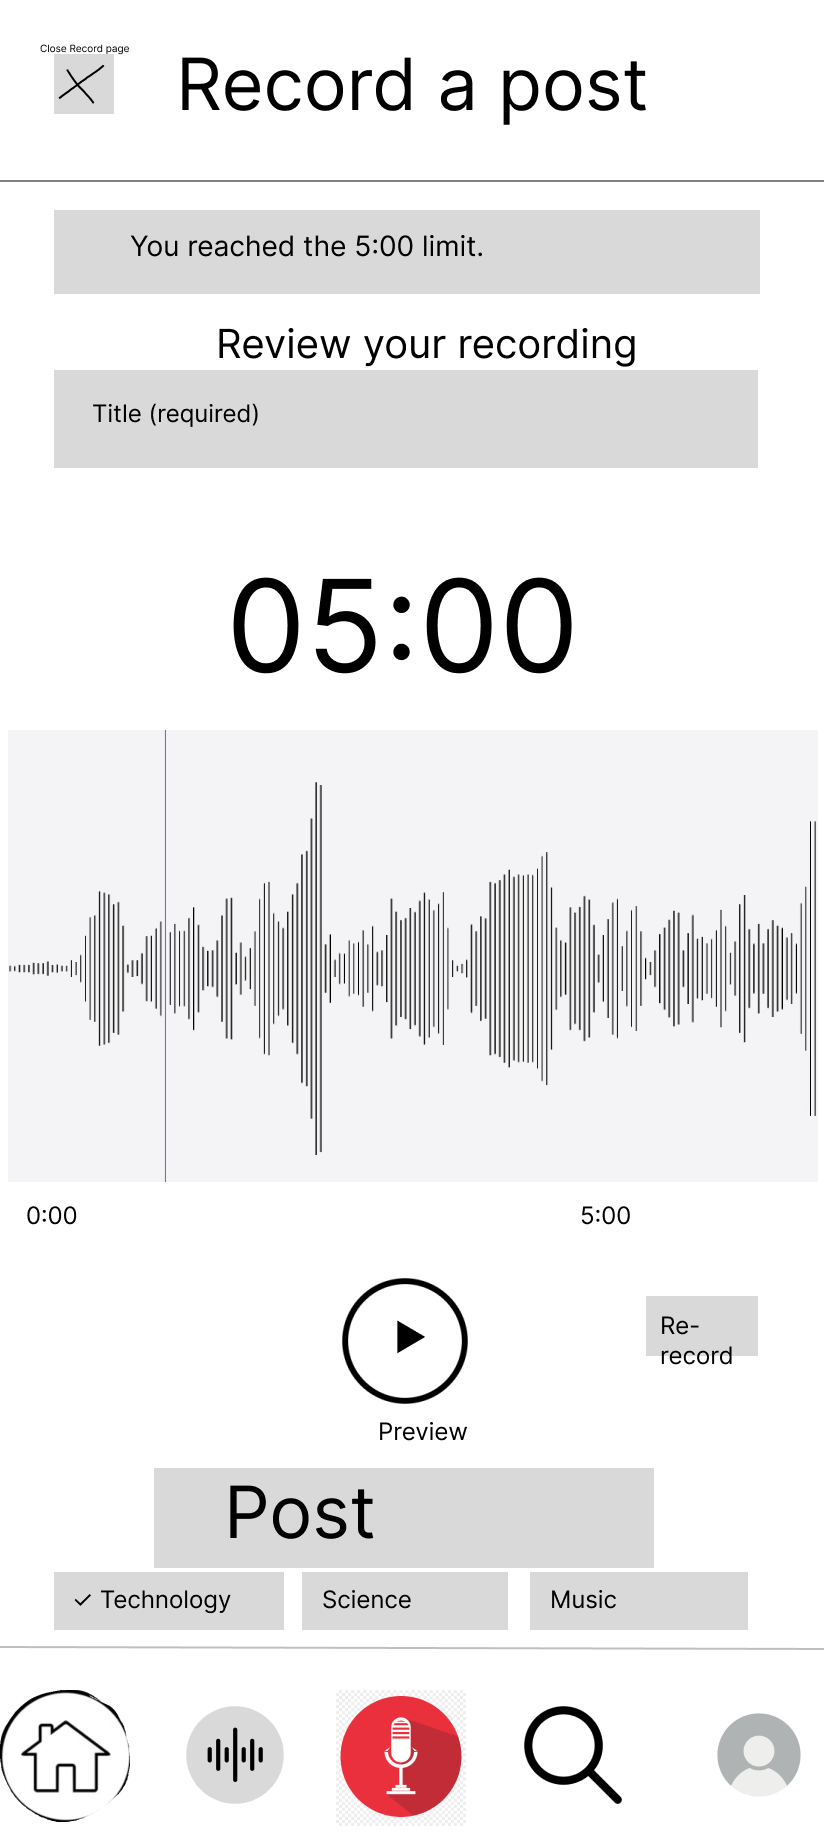 Close Record page
Record a post
You reached the 5:00 limit.
Review your recording
Title (required)
05:00
0:00
5:00
Re-
record
Preview
Post
✓ Technology
Science
Music